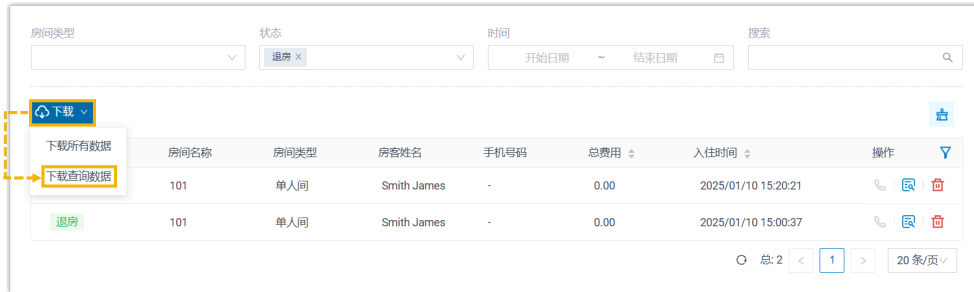 房间类型 状态 时间 搜索
退房 × 开始日期 ~ 结束日期
下载
下载所有数据
下载查询数据
房间名称 房间类型 房客姓名 手机号码 总费用 入住时间 操作
101 单人间 Smith James - 0.00 2025/01/10 15:20:21
退房 101 单人间 Smith James - 0.00 2025/01/10 15:00:37
总: 2 < 1 > 20 条/页